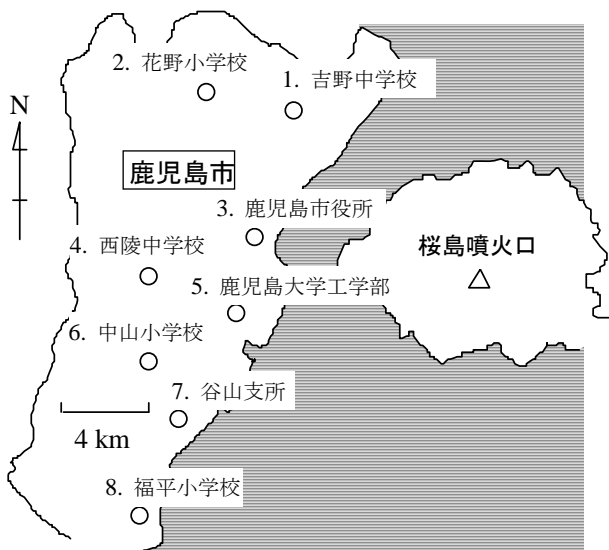 2. 花野小学校
1. 吉野中学校
N
鹿児島市
3. 鹿児島市役所
4. 西陵中学校
桜島噴火口
5. 鹿児島大学工学部
6. 中山小学校
7. 谷山支所
4 km
8. 福平小学校